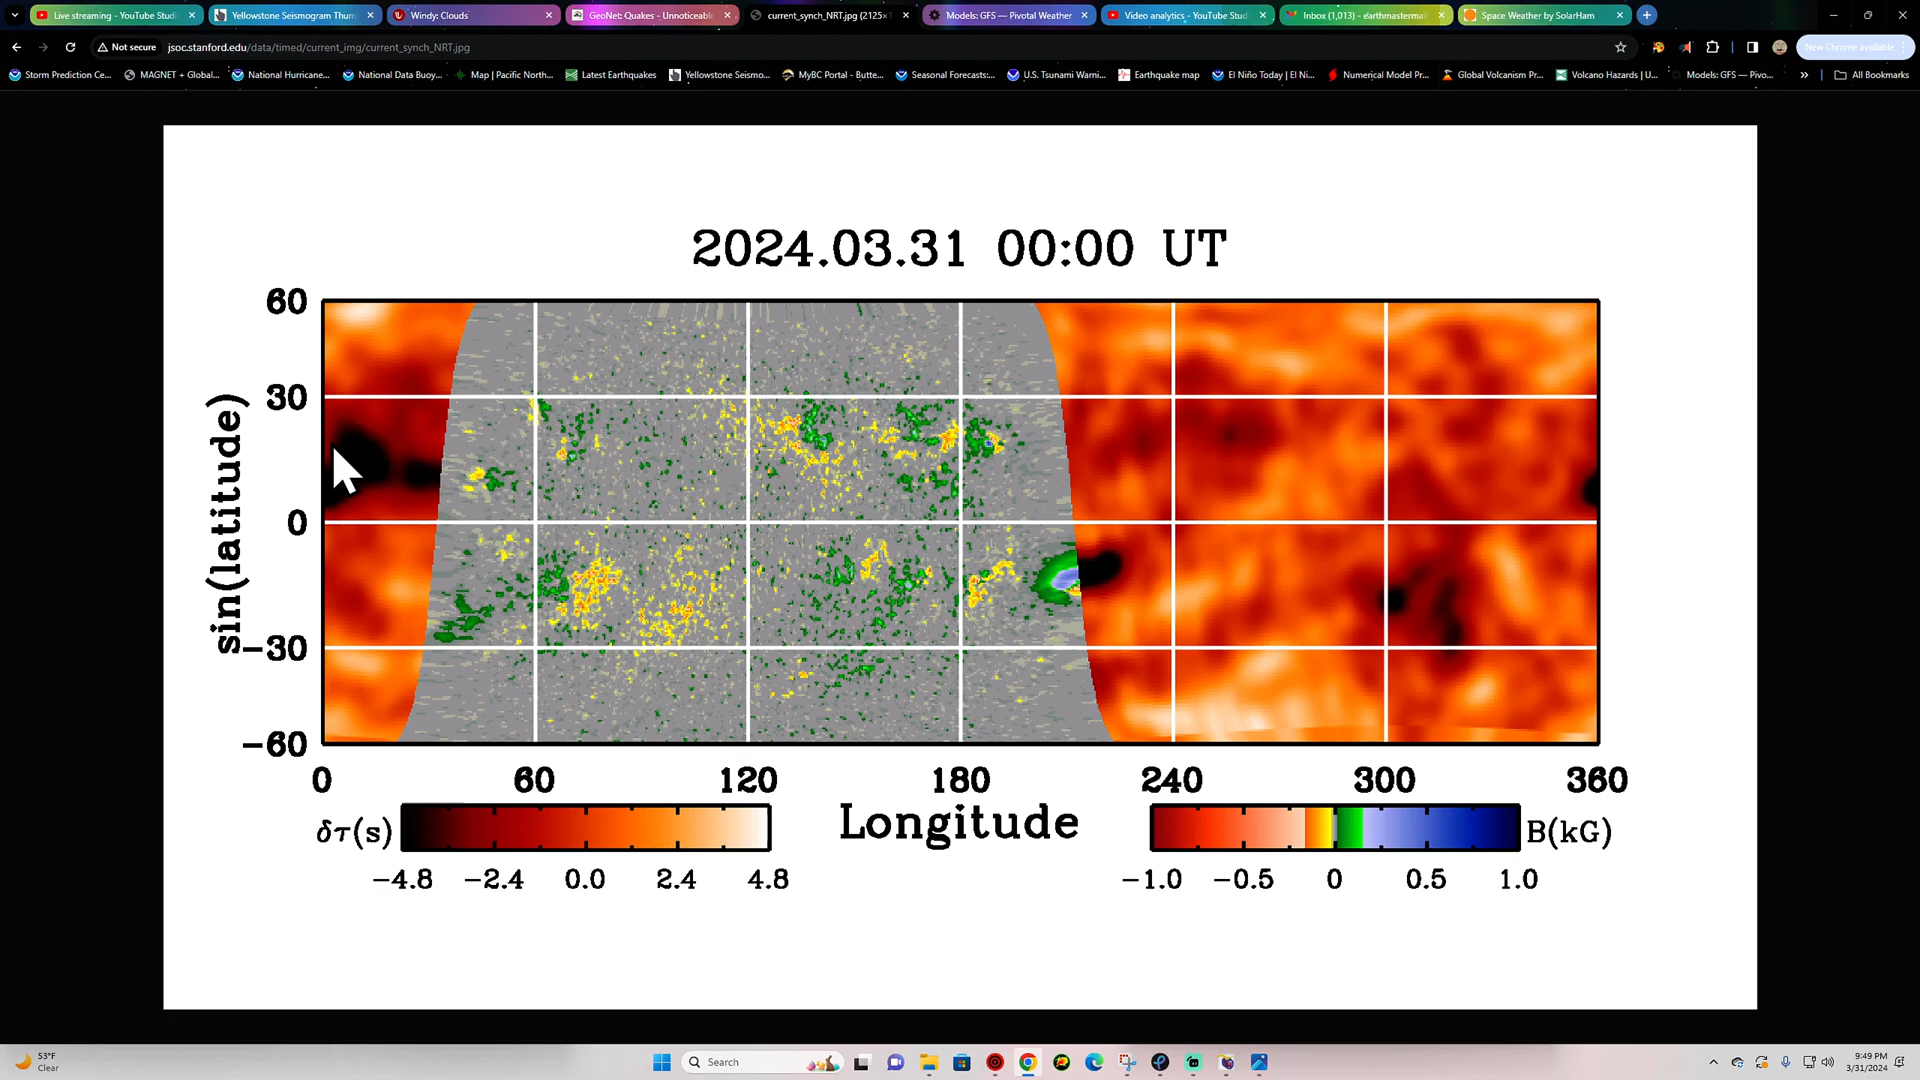 Live streaming - YouTube Studi
Yellowstone Seismogram Thum
Windy: Clouds
GeoNet: Quakes - Unnoticeable
current_synch_NRT.jpg (2125×1
Models: GFS — Pivotal Weather
Video analytics - YouTube Studi
Inbox (1,013) - earthmasterma
Space Weather by SolarHam
Not secure
jsoc.stanford.edu/data/timed/current_img/current_synch_NRT.jpg
New Chrome available
Storm Prediction Ce...
MAGNET + Global...
National Hurricane...
National Data Buoy...
Map | Pacific North...
Latest Earthquakes
Yellowstone Seismo...
MyBC Portal - Butte...
Seasonal Forecasts:...
U.S. Tsunami Warni...
Earthquake map
El Niño Today | El Ni...
Numerical Model Pr...
Global Volcanism Pr...
Volcano Hazards | U...
Models: GFS — Pivo...
All Bookmarks
2024.03.31 00:00 UT
60
30
0
−30
−60
sin(latitude)
0 60 120 180 240 300 360
Longitude
δτ(s)
−4.8 −2.4 0.0 2.4 4.8
B(kG)
−1.0 −0.5 0 0.5 1.0
53°F
Clear
Search
9:49 PM
3/31/2024